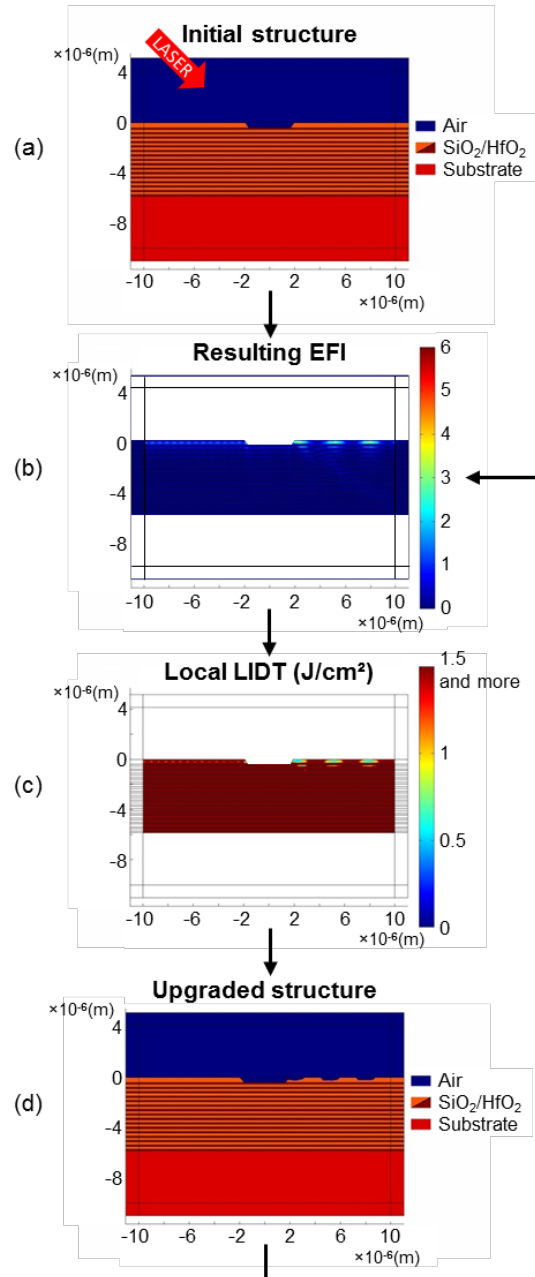 Initial structure
×10⁻⁶(m)
LASER
4
0
-4
-8
(a)
Air
SiO₂/HfO₂
Substrate
-10 -6 -2 2 6 10
×10⁻⁶(m)
Resulting EFI
×10⁻⁶(m)
4
0
-4
-8
(b)
6
5
4
3
2
1
0
-10 -6 -2 2 6 10
×10⁻⁶(m)
Local LIDT (J/cm²)
×10⁻⁶(m)
4
0
-4
-8
(c)
1.5
and more
1
0.5
0
-10 -6 -2 2 6 10
×10⁻⁶(m)
Upgraded structure
×10⁻⁶(m)
4
0
-4
-8
(d)
Air
SiO₂/HfO₂
Substrate
-10 -6 -2 2 6 10
×10⁻⁶(m)